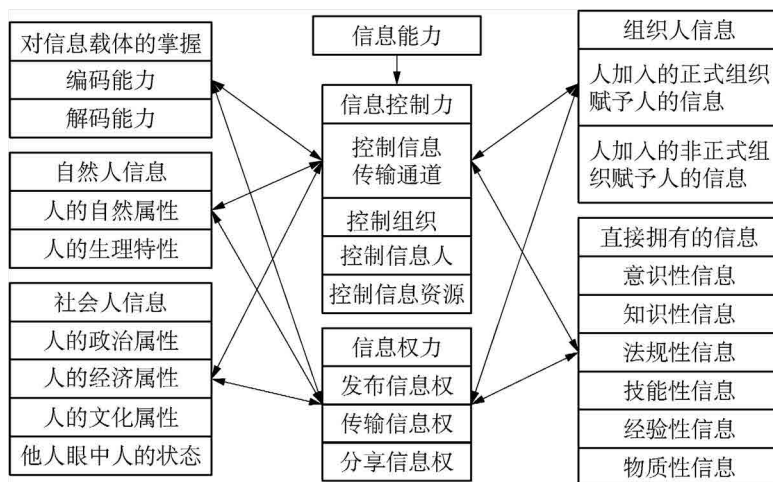 对信息载体的掌握
编码能力
解码能力
自然人信息
人的自然属性
人的生理特性
社会人信息
人的政治属性
人的经济属性
人的文化属性
他人眼中人的状态
信息能力
信息控制力
控制信息
传输通道
控制组织
控制信息人
控制信息资源
信息权力
发布信息权
传输信息权
分享信息权
组织人信息
人加入的正式组织
赋予人的信息
人加入的非正式组
织赋予人的信息
直接拥有的信息
意识性信息
知识性信息
法规性信息
技能性信息
经验性信息
物质性信息